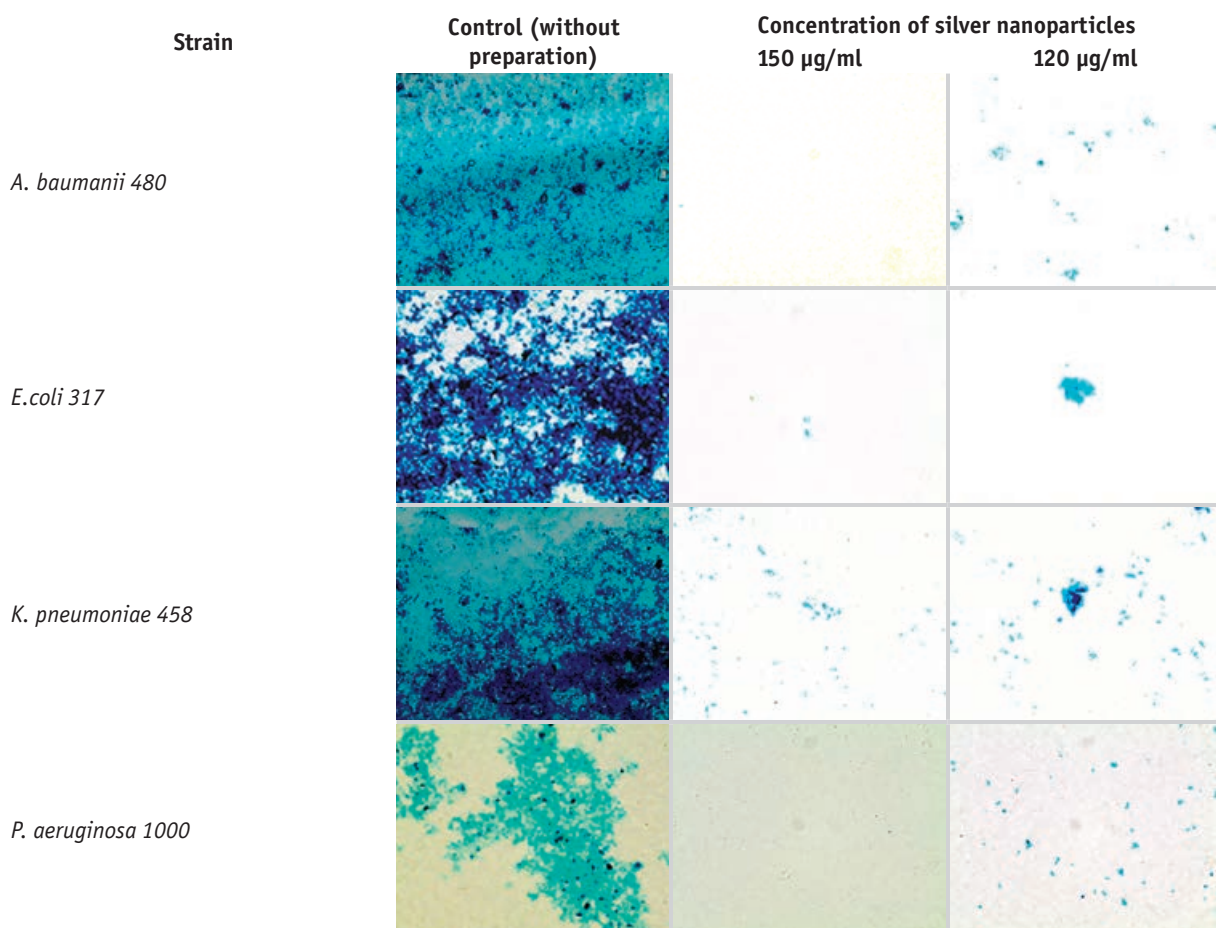 Strain
Control (without
preparation)
Concentration of silver nanoparticles
150 µg/ml
120 µg/ml
A. baumanii 480
E.coli 317
K. pneumoniae 458
P. aeruginosa 1000